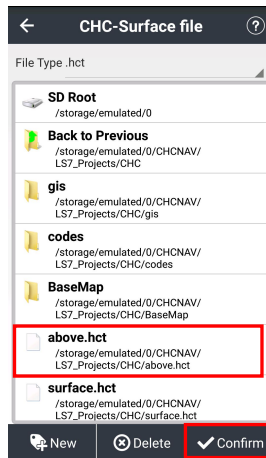 CHC-Surface file ?
File Type .hct
SD Root
/storage/emulated/0
Back to Previous
/storage/emulated/0/CHCNAV/
LS7_Projects/CHC
gis
/storage/emulated/0/CHCNAV/
LS7_Projects/CHC/gis
codes
/storage/emulated/0/CHCNAV/
LS7_Projects/CHC/codes
BaseMap
/storage/emulated/0/CHCNAV/
LS7_Projects/CHC/BaseMap
above.hct
/storage/emulated/0/CHCNAV/
LS7_Projects/CHC/above.hct
surface.hct
/storage/emulated/0/CHCNAV/
LS7_Projects/CHC/surface.hct
New Delete Confirm